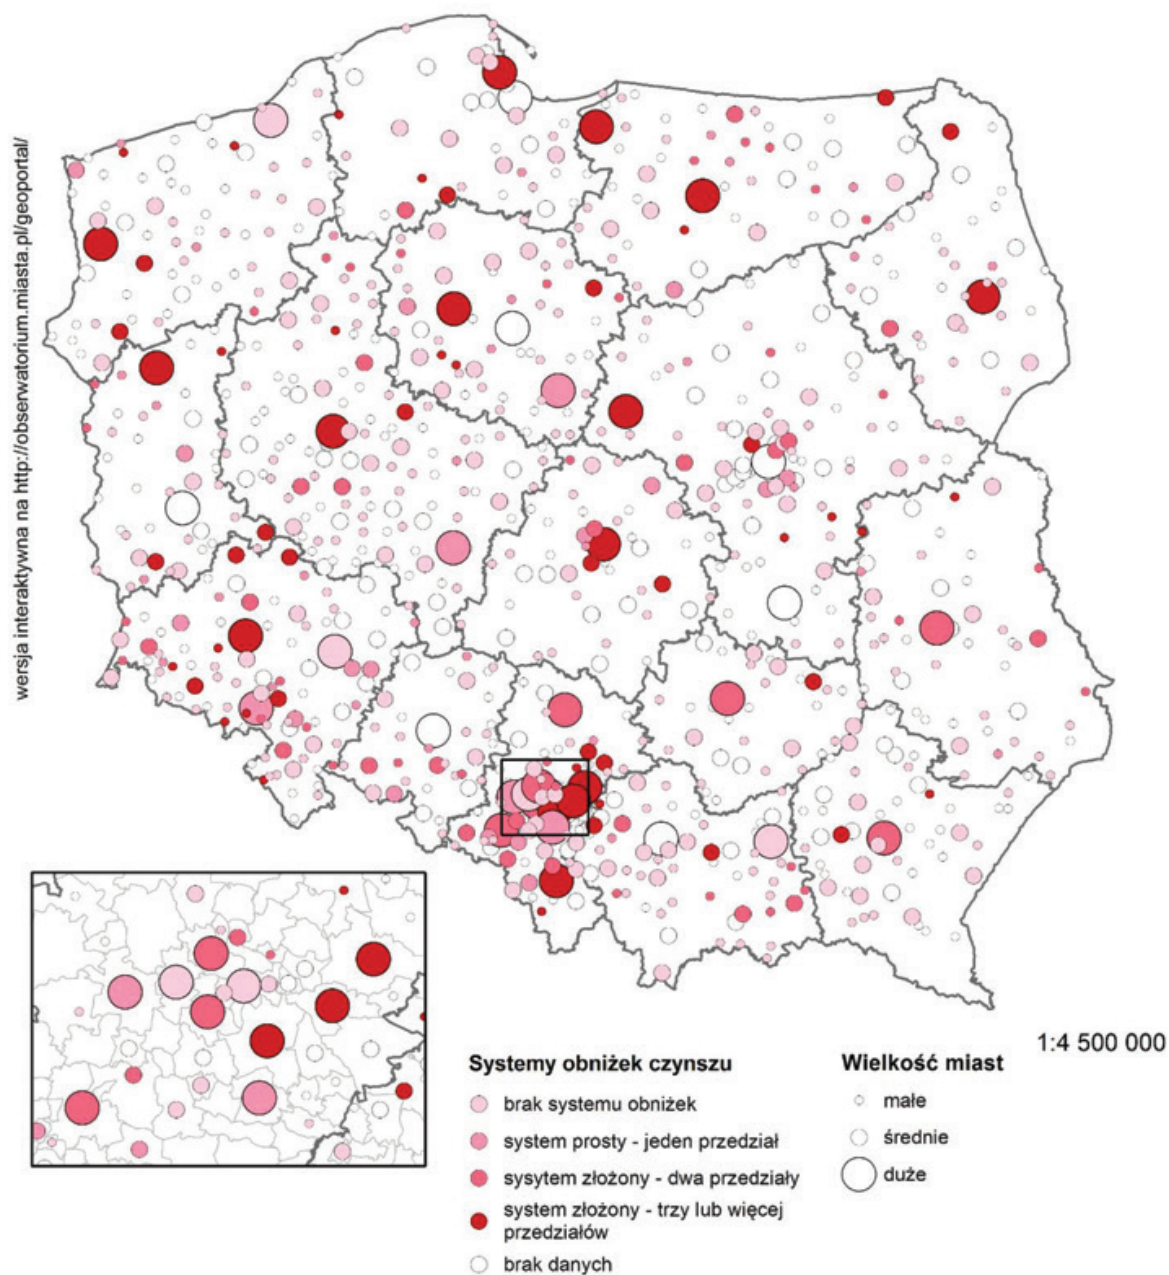 wersja interaktywna na http://obserwatorium.miasta.pl/geoportal/
1:4 500 000
Systemy obniżek czynszu
brak systemu obniżek
system prosty - jeden przedział
sysytem złożony - dwa przedziały
system złożony - trzy lub więcej
przedziałów
brak danych
Wielkość miast
małe
średnie
duże